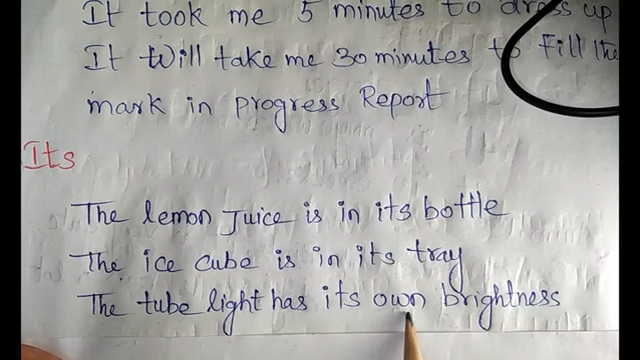 It took me 5 minutes to dress up
It Will take me 30 minutes to Fill the
mark in progress Report
Its
The lemon Juice is in its bottle
The ice cube is in its tray
The tube light has its own brightness